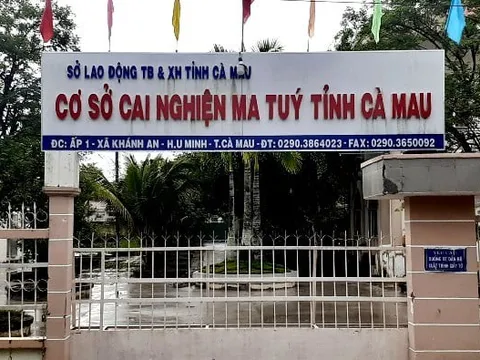 SỞ LAO ĐỘNG TB & XH TỈNH CÀ MAU
CƠ SỞ CAI NGHIỆN MA TUÝ TỈNH CÀ MAU
ĐC: ẤP 1 - XÃ KHÁNH AN - H.U MINH - T.CÀ MAU - ĐT: 0290.3864023 - FAX: 0290.3650092